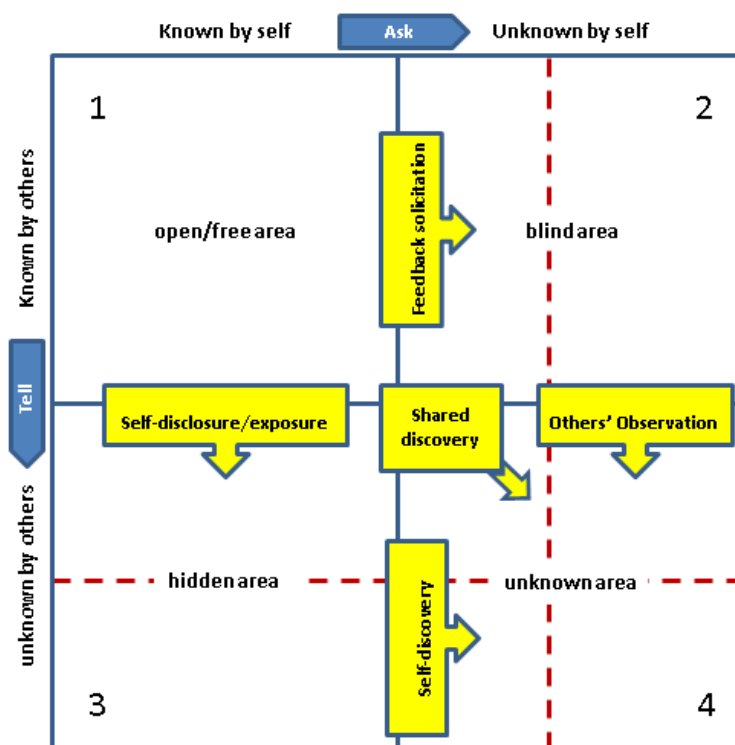 Known by self
Ask
Unknown by self
1
2
Known by others
open/free area
Feedback solicitation
blind area
Tell
Self-disclosure/exposure
Shared
discovery
Others' Observation
unknown by others
hidden area
Self-discovery
unknown area
3
4